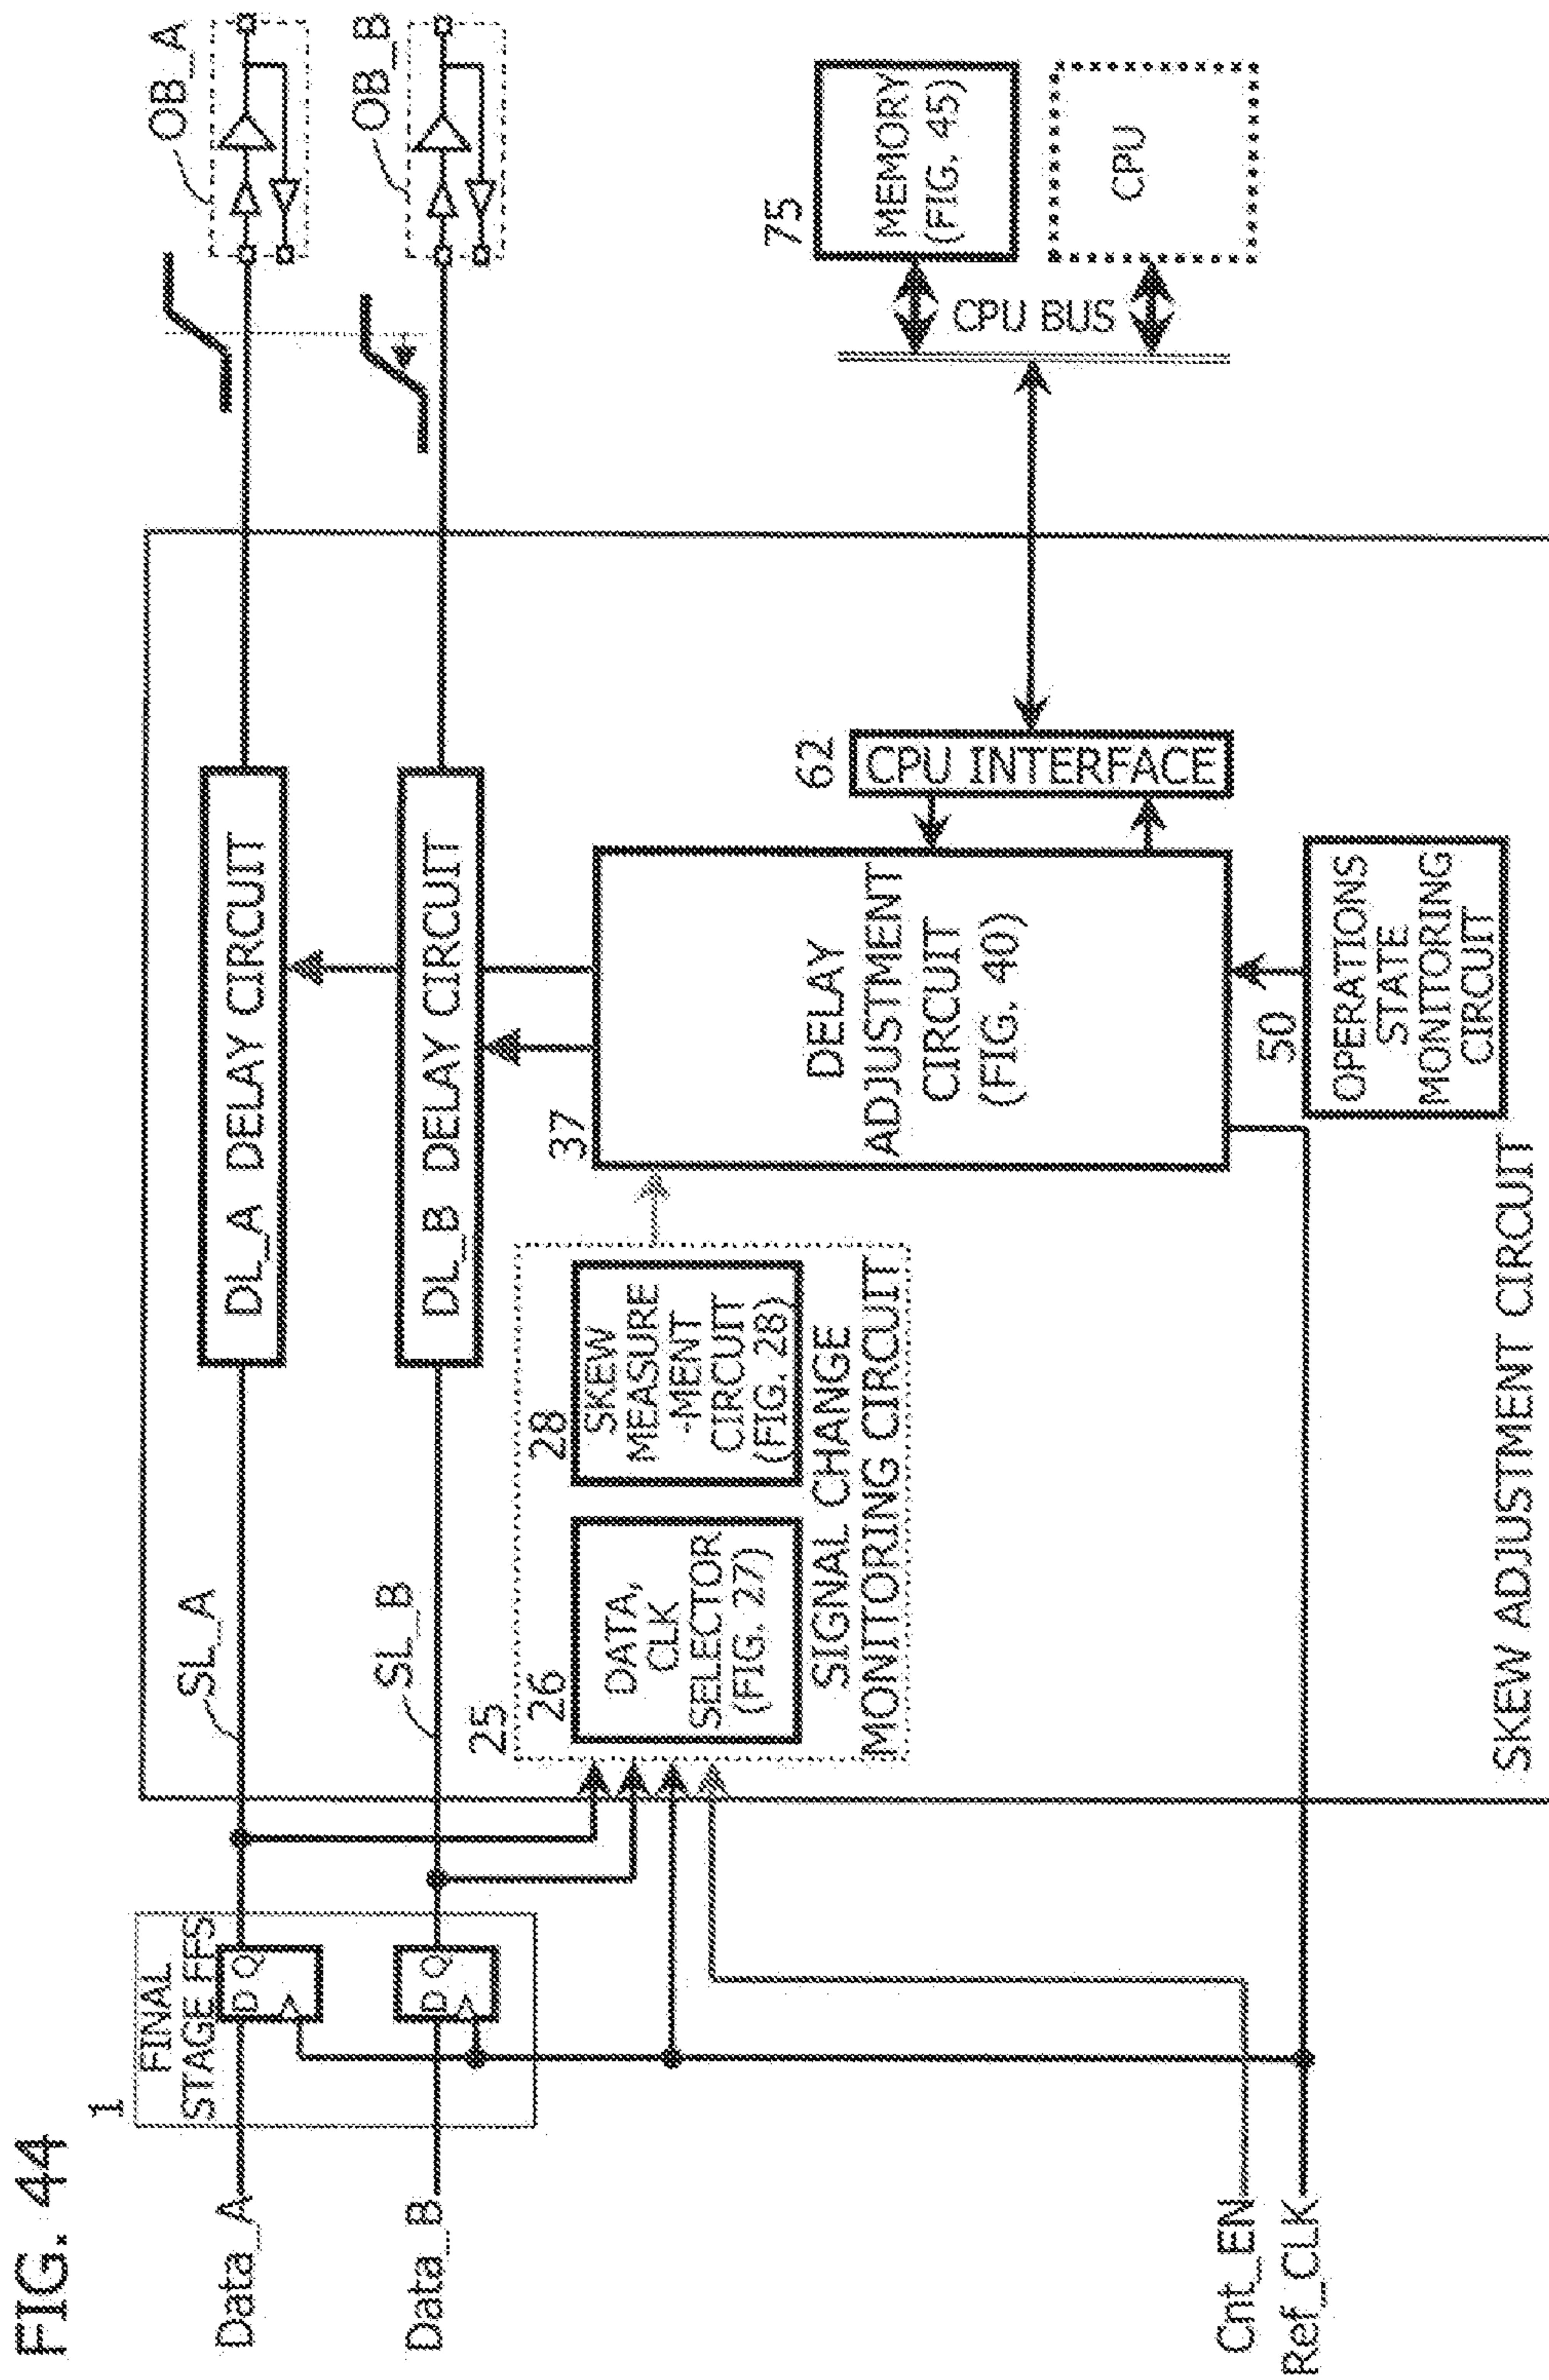 FIG. 44
1
FINAL
STAGE FFS
Data_A
D Q
Data_B
D Q
Cnt_EN
Ref_CLK
SL_A
SL_B
DL_A DELAY CIRCUIT
DL_B DELAY CIRCUIT
OB_A
OB_B
25
26
DATA,
CLK
SELECTOR
(FIG. 27)
28
SKEW
MEASURE
-MENT
CIRCUIT
(FIG. 28)
SIGNAL CHANGE
MONITORING CIRCUIT
37
DELAY
ADJUSTMENT
CIRCUIT
(FIG. 40)
62
CPU INTERFACE
50
OPERATIONS
STATE
MONITORING
CIRCUIT
75
MEMORY
(FIG. 45)
CPU BUS
CPU
SKEW ADJUSTMENT CIRCUIT